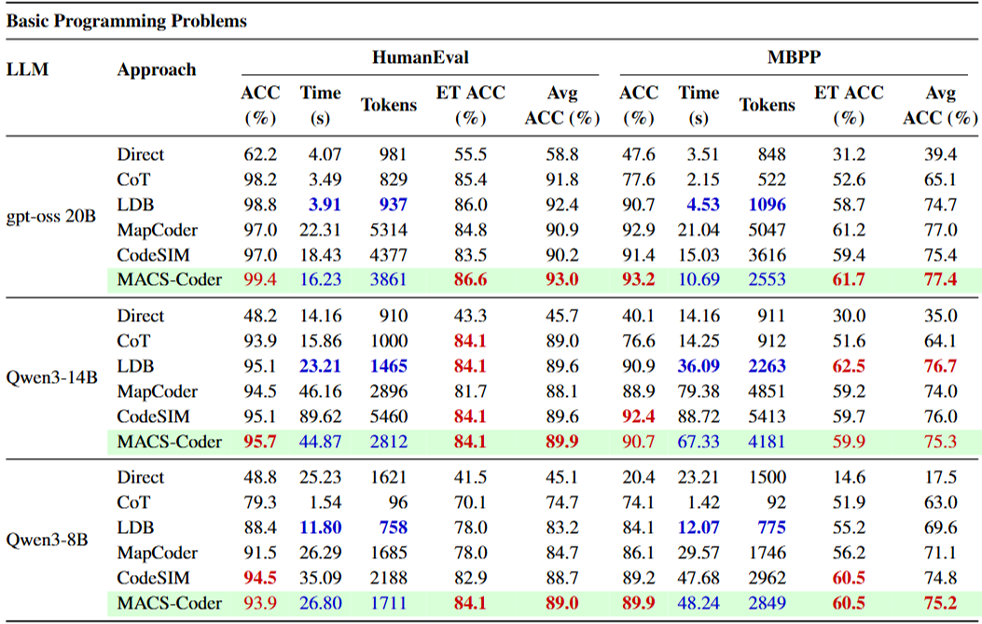 Basic Programming Problems
LLM Approach HumanEval MBPP
ACC (%) Time (s) Tokens ET ACC (%) Avg ACC (%) ACC (%) Time (s) Tokens ET ACC (%) Avg ACC (%)
gpt-oss 20B
Direct 62.2 4.07 981 55.5 58.8 47.6 3.51 848 31.2 39.4
CoT 98.2 3.49 829 85.4 91.8 77.6 2.15 522 52.6 65.1
LDB 98.8 3.91 937 86.0 92.4 90.7 4.53 1096 58.7 74.7
MapCoder 97.0 22.31 5314 84.8 90.9 92.9 21.04 5047 61.2 77.0
CodeSIM 97.0 18.43 4377 83.5 90.2 91.4 15.03 3616 59.4 75.4
MACS-Coder 99.4 16.23 3861 86.6 93.0 93.2 10.69 2553 61.7 77.4
Qwen3-14B
Direct 48.2 14.16 910 43.3 45.7 40.1 14.16 911 30.0 35.0
CoT 93.9 15.86 1000 84.1 89.0 76.6 14.25 912 51.6 64.1
LDB 95.1 23.21 1465 84.1 89.6 90.9 36.09 2263 62.5 76.7
MapCoder 94.5 46.16 2896 81.7 88.1 88.9 79.38 4851 59.2 74.0
CodeSIM 95.1 89.62 5460 84.1 89.6 92.4 88.72 5413 59.7 76.0
MACS-Coder 95.7 44.87 2812 84.1 89.9 90.7 67.33 4181 59.9 75.3
Qwen3-8B
Direct 48.8 25.23 1621 41.5 45.1 20.4 23.21 1500 14.6 17.5
CoT 79.3 1.54 96 70.1 74.7 74.1 1.42 92 51.9 63.0
LDB 88.4 11.80 758 78.0 83.2 84.1 12.07 775 55.2 69.6
MapCoder 91.5 26.29 1685 78.0 84.7 86.1 29.57 1746 56.2 71.1
CodeSIM 94.5 35.09 2188 82.9 88.7 89.2 47.68 2962 60.5 74.8
MACS-Coder 93.9 26.80 1711 84.1 89.0 89.9 48.24 2849 60.5 75.2